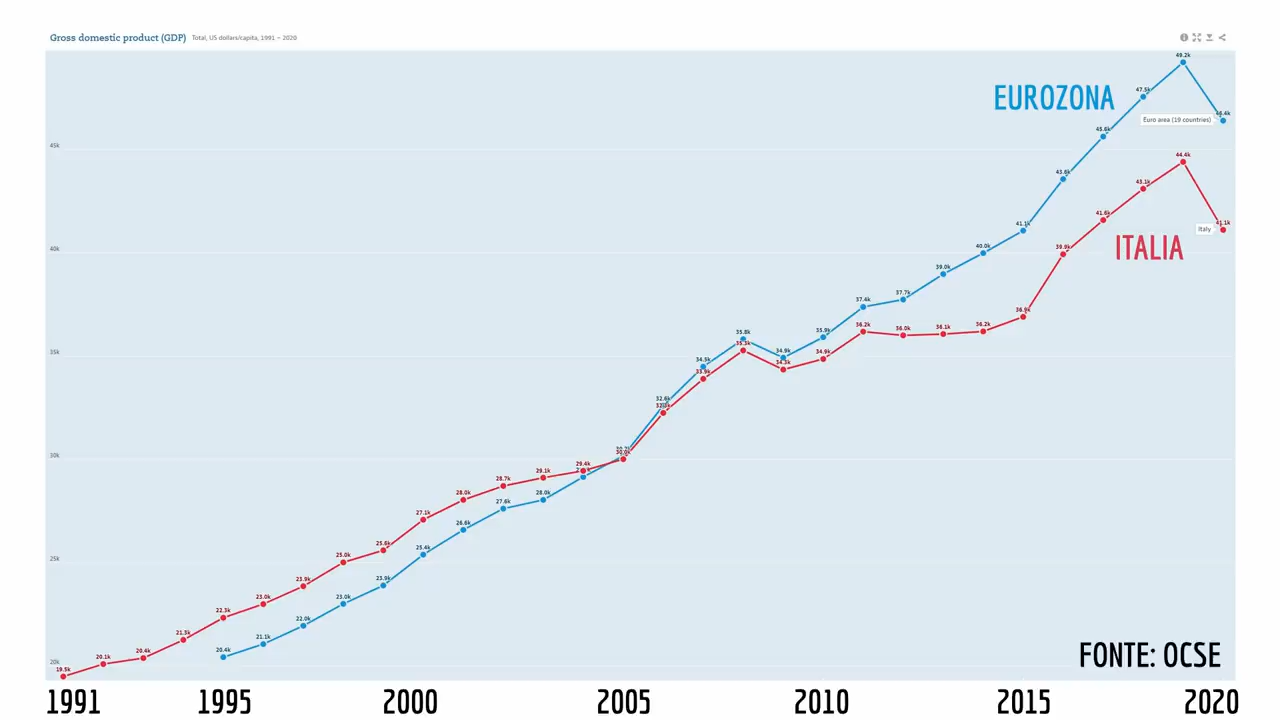 Gross domestic product (GDP) Total, US dollars/capita, 1991 – 2020
49.2k
EUROZONA
47.5k
46.4k
Euro area (19 countries)
45.6k
45k
44.4k
43.6k
43.1k
41.6k
41.1k
41.1k
Italy
ITALIA
40k
40.0k
39.9k
39.0k
37.7k
37.4k
36.9k
36.2k
36.0k
36.1k
36.2k
35.9k
35.8k
35k
35.3k
34.9k
34.9k
34.5k
34.3k
33.9k
32.6k
30.0k
30k
29.4k
29.1k
28.7k
28.0k
28.0k
27.6k
27.1k
26.6k
25.6k
25.4k
25.0k
25k
23.9k
23.9k
23.0k
23.0k
22.3k
22.0k
21.3k
21.1k
20.4k
20.4k
20.1k
20k
19.5k
FONTE: OCSE
1991 1995 2000 2005 2010 2015 2020